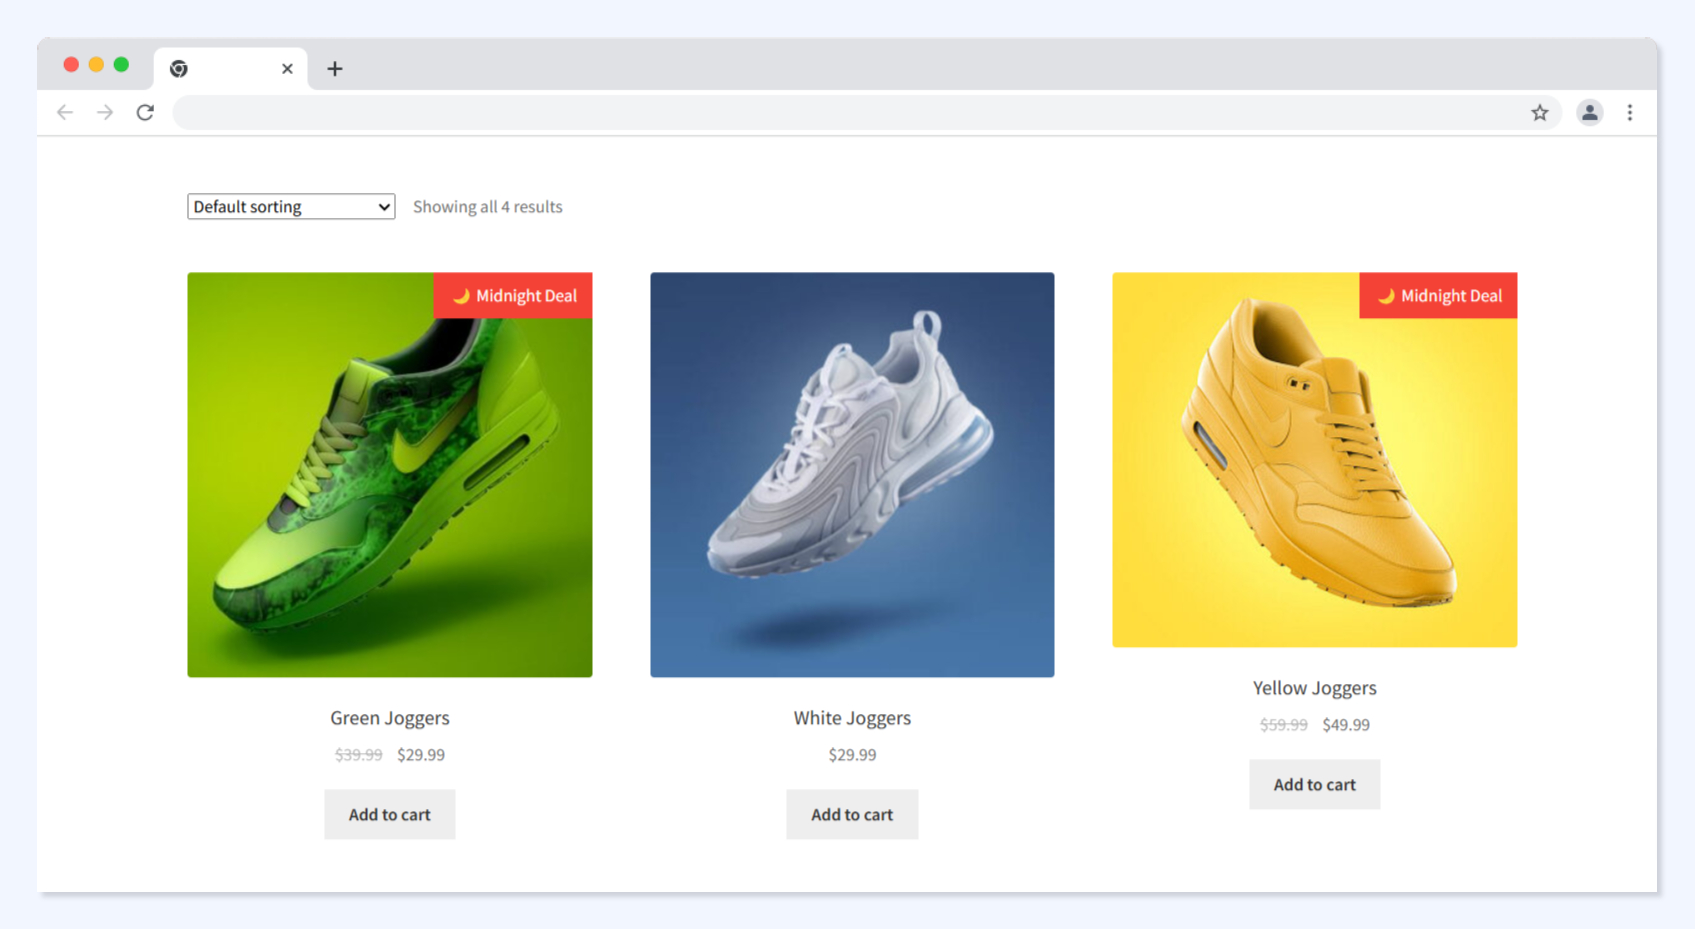 Default sorting
Showing all 4 results
🌙 Midnight Deal
🌙 Midnight Deal
Green Joggers
$39.99 $29.99
Add to cart
White Joggers
$29.99
Add to cart
Yellow Joggers
$59.99 $49.99
Add to cart